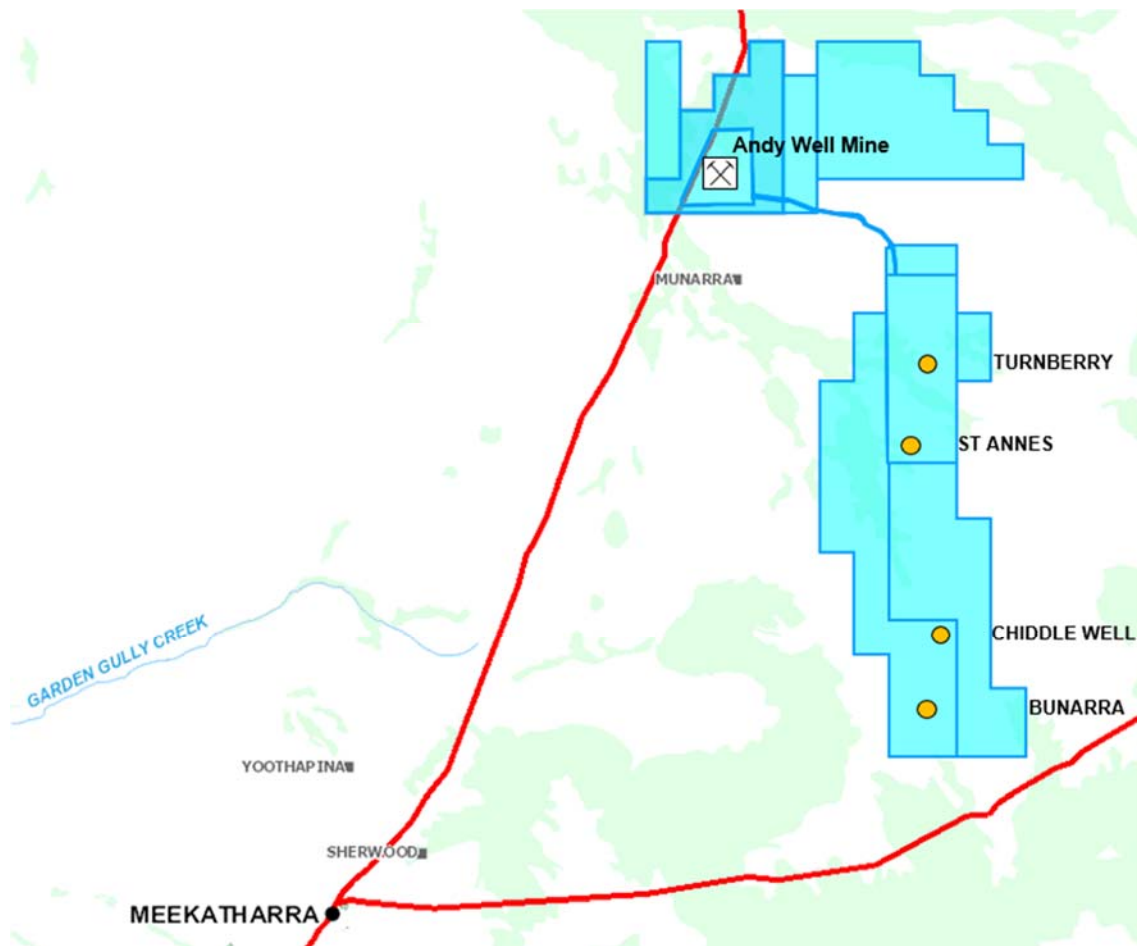 Andy Well Mine
MUNARRA
TURNBERRY
ST ANNES
GARDEN GULLY CREEK
CHIDDLE WELL
BUNARRA
YOOTHAPINA
SHERWOOD
MEEKATHARRA